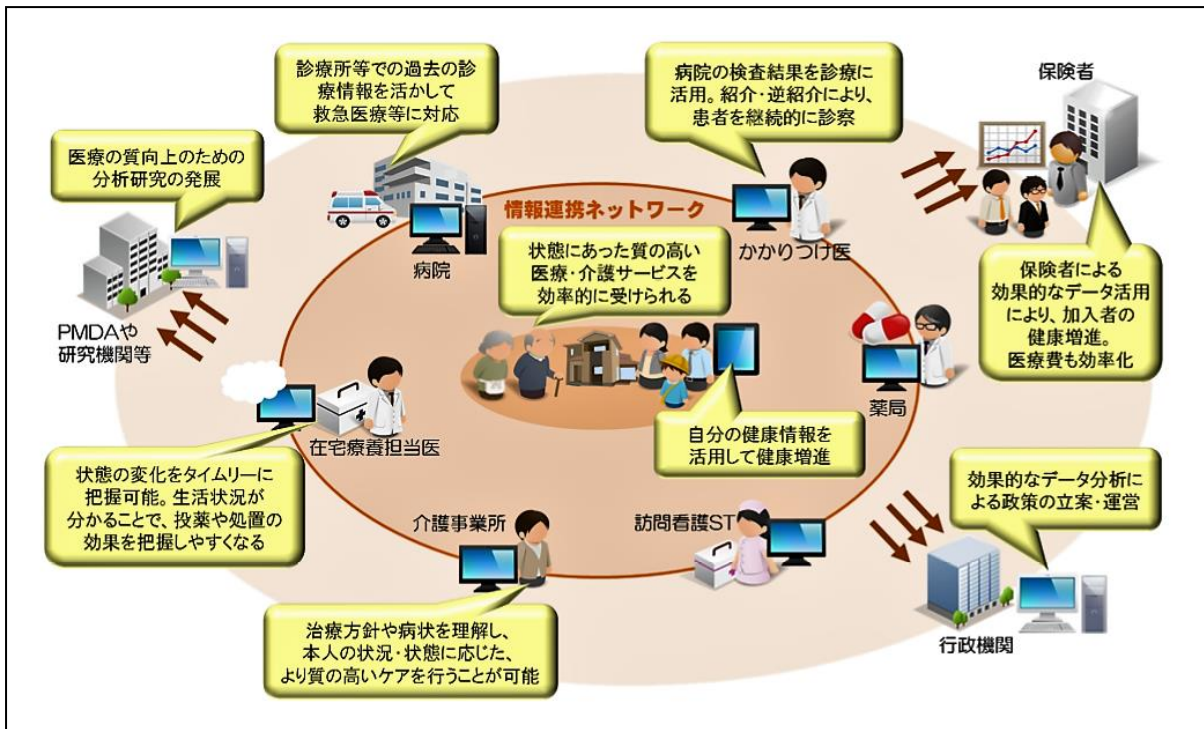 診療所等での過去の診
療情報を活かして
救急医療等に対応
病院の検査結果を診療に
活用。紹介・逆紹介により、
患者を継続的に診察
保険者
医療の質向上のための
分析研究の発展
情報連携ネットワーク
病院
かかりつけ医
状態にあった質の高い
医療・介護サービスを
効率的に受けられる
保険者による
効果的なデータ活用
により、加入者の
健康増進。
医療費も効率化
PMDAや
研究機関等
薬局
在宅療養担当医
自分の健康情報を
活用して健康増進
状態の変化をタイムリーに
把握可能。生活状況が
分かることで、投薬や処置の
効果を把握しやすくなる
介護事業所
訪問看護ST
効果的なデータ分析に
よる政策の立案・運営
治療方針や病状を理解し、
本人の状況・状態に応じた、
より質の高いケアを行うことが可能
行政機関